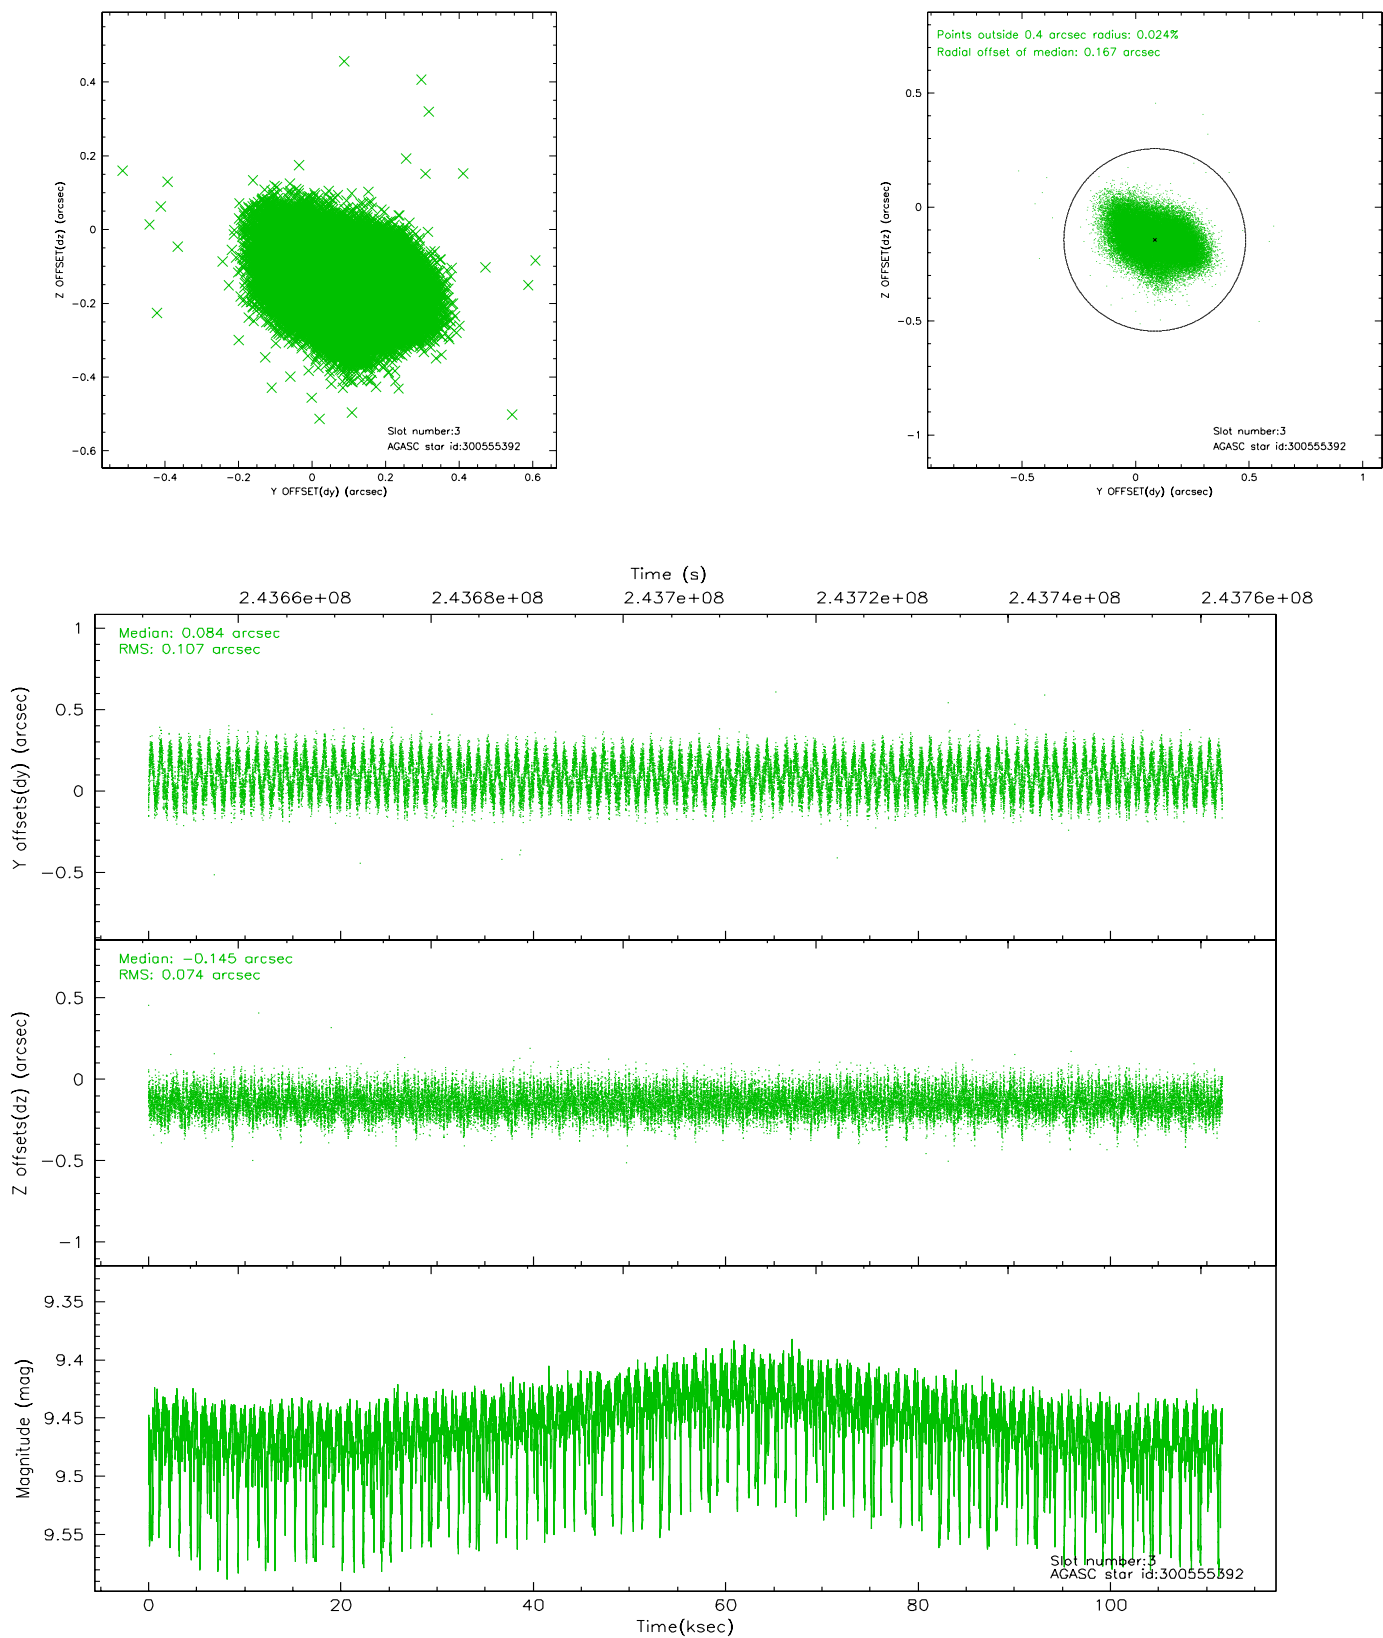 0.4
0.2
0
−0.2
−0.4
−0.6
Z OFFSET(dz) (arcsec)
−0.4
−0.2
0
0.2
0.4
0.6
Y OFFSET(dy) (arcsec)
Slot number:3
AGASC star id:300555392
Points outside 0.4 arcsec radius: 0.024%
Radial offset of median: 0.167 arcsec
0.5
0
−0.5
−1
Z OFFSET(dz) (arcsec)
−0.5
0
0.5
1
Y OFFSET(dy) (arcsec)
Slot number:3
AGASC star id:300555392
Time (s)
2.4366e+08
2.4368e+08
2.437e+08
2.4372e+08
2.4374e+08
2.4376e+08
Median: 0.084 arcsec
RMS: 0.107 arcsec
1
0.5
0
−0.5
Y offsets(dy) (arcsec)
Median: −0.145 arcsec
RMS: 0.074 arcsec
0.5
0
−0.5
−1
Z offsets(dz) (arcsec)
9.35
9.4
9.45
9.5
9.55
Magnitude (mag)
Slot number:3
AGASC star id:300555392
0
20
40
60
80
100
Time(ksec)